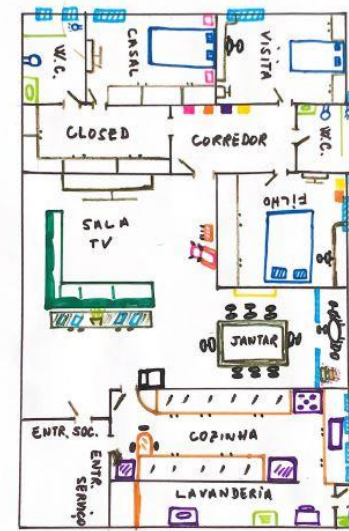 W.C.
CASAL
VISITA
CLOSED
CORREDOR
W.C.
FILHO
SALA
TV
JANTAR
ENTR. SOC.
COZINHA
ENTR.
SERVIÇO
LAVANDERIA